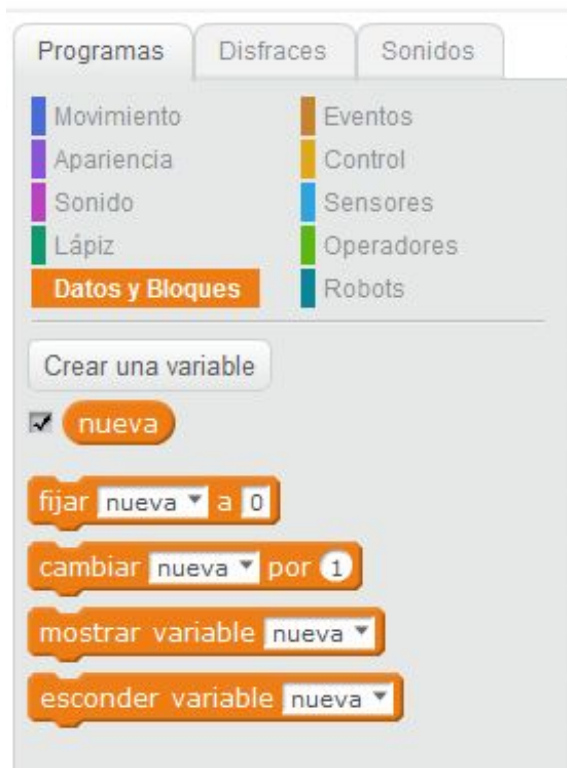 Programas Disfraces Sonidos
Movimiento Eventos
Apariencia Control
Sonido Sensores
Lápiz Operadores
Datos y Bloques Robots
Crear una variable
nueva
fijar nueva a 0
cambiar nueva por 1
mostrar variable nueva
esconder variable nueva